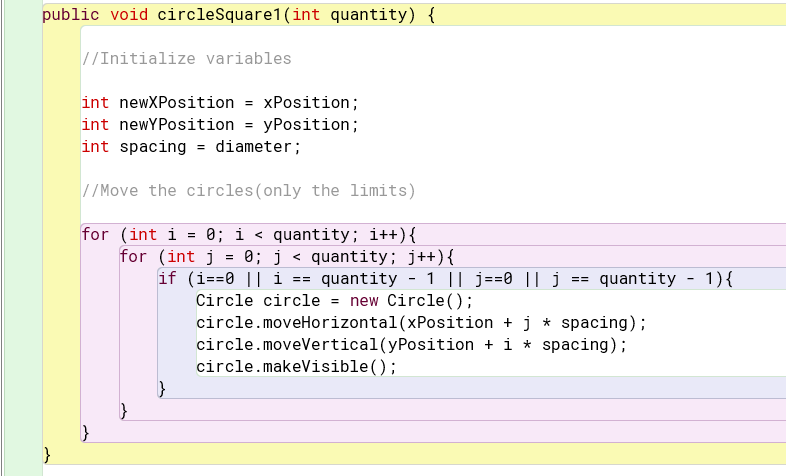 public void circleSquare1(int quantity) {
//Initialize variables
int newXPosition = xPosition;
int newYPosition = yPosition;
int spacing = diameter;
//Move the circles(only the limits)
for (int i = 0; i < quantity; i++){
for (int j = 0; j < quantity; j++){
if (i==0 || i == quantity - 1 || j==0 || j == quantity - 1){
Circle circle = new Circle();
circle.moveHorizontal(xPosition + j * spacing);
circle.moveVertical(yPosition + i * spacing);
circle.makeVisible();
}
}
}
}